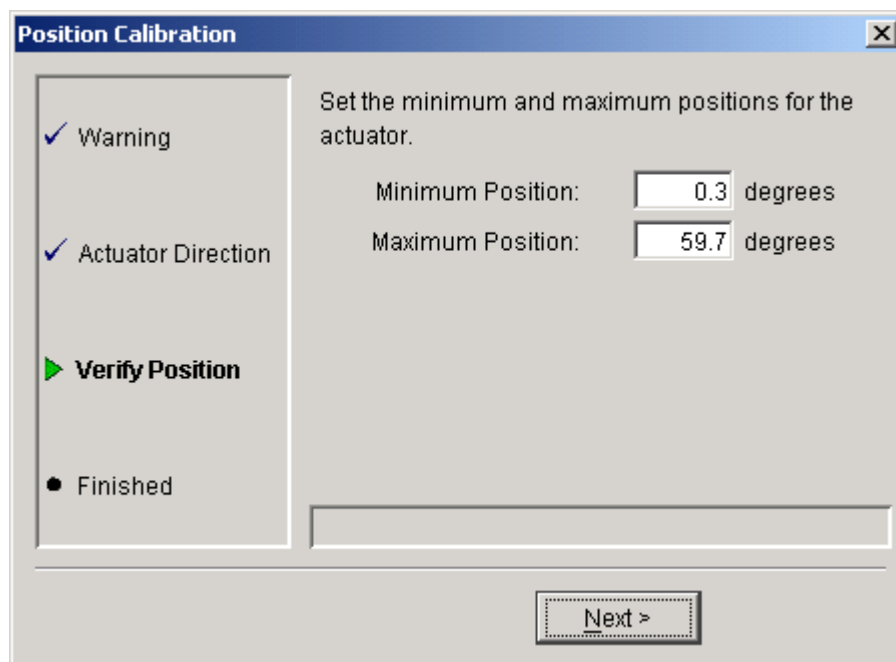 Position Calibration
Warning
Actuator Direction
Verify Position
Finished
Set the minimum and maximum positions for the
actuator.
Minimum Position: 0.3 degrees
Maximum Position: 59.7 degrees
Next >